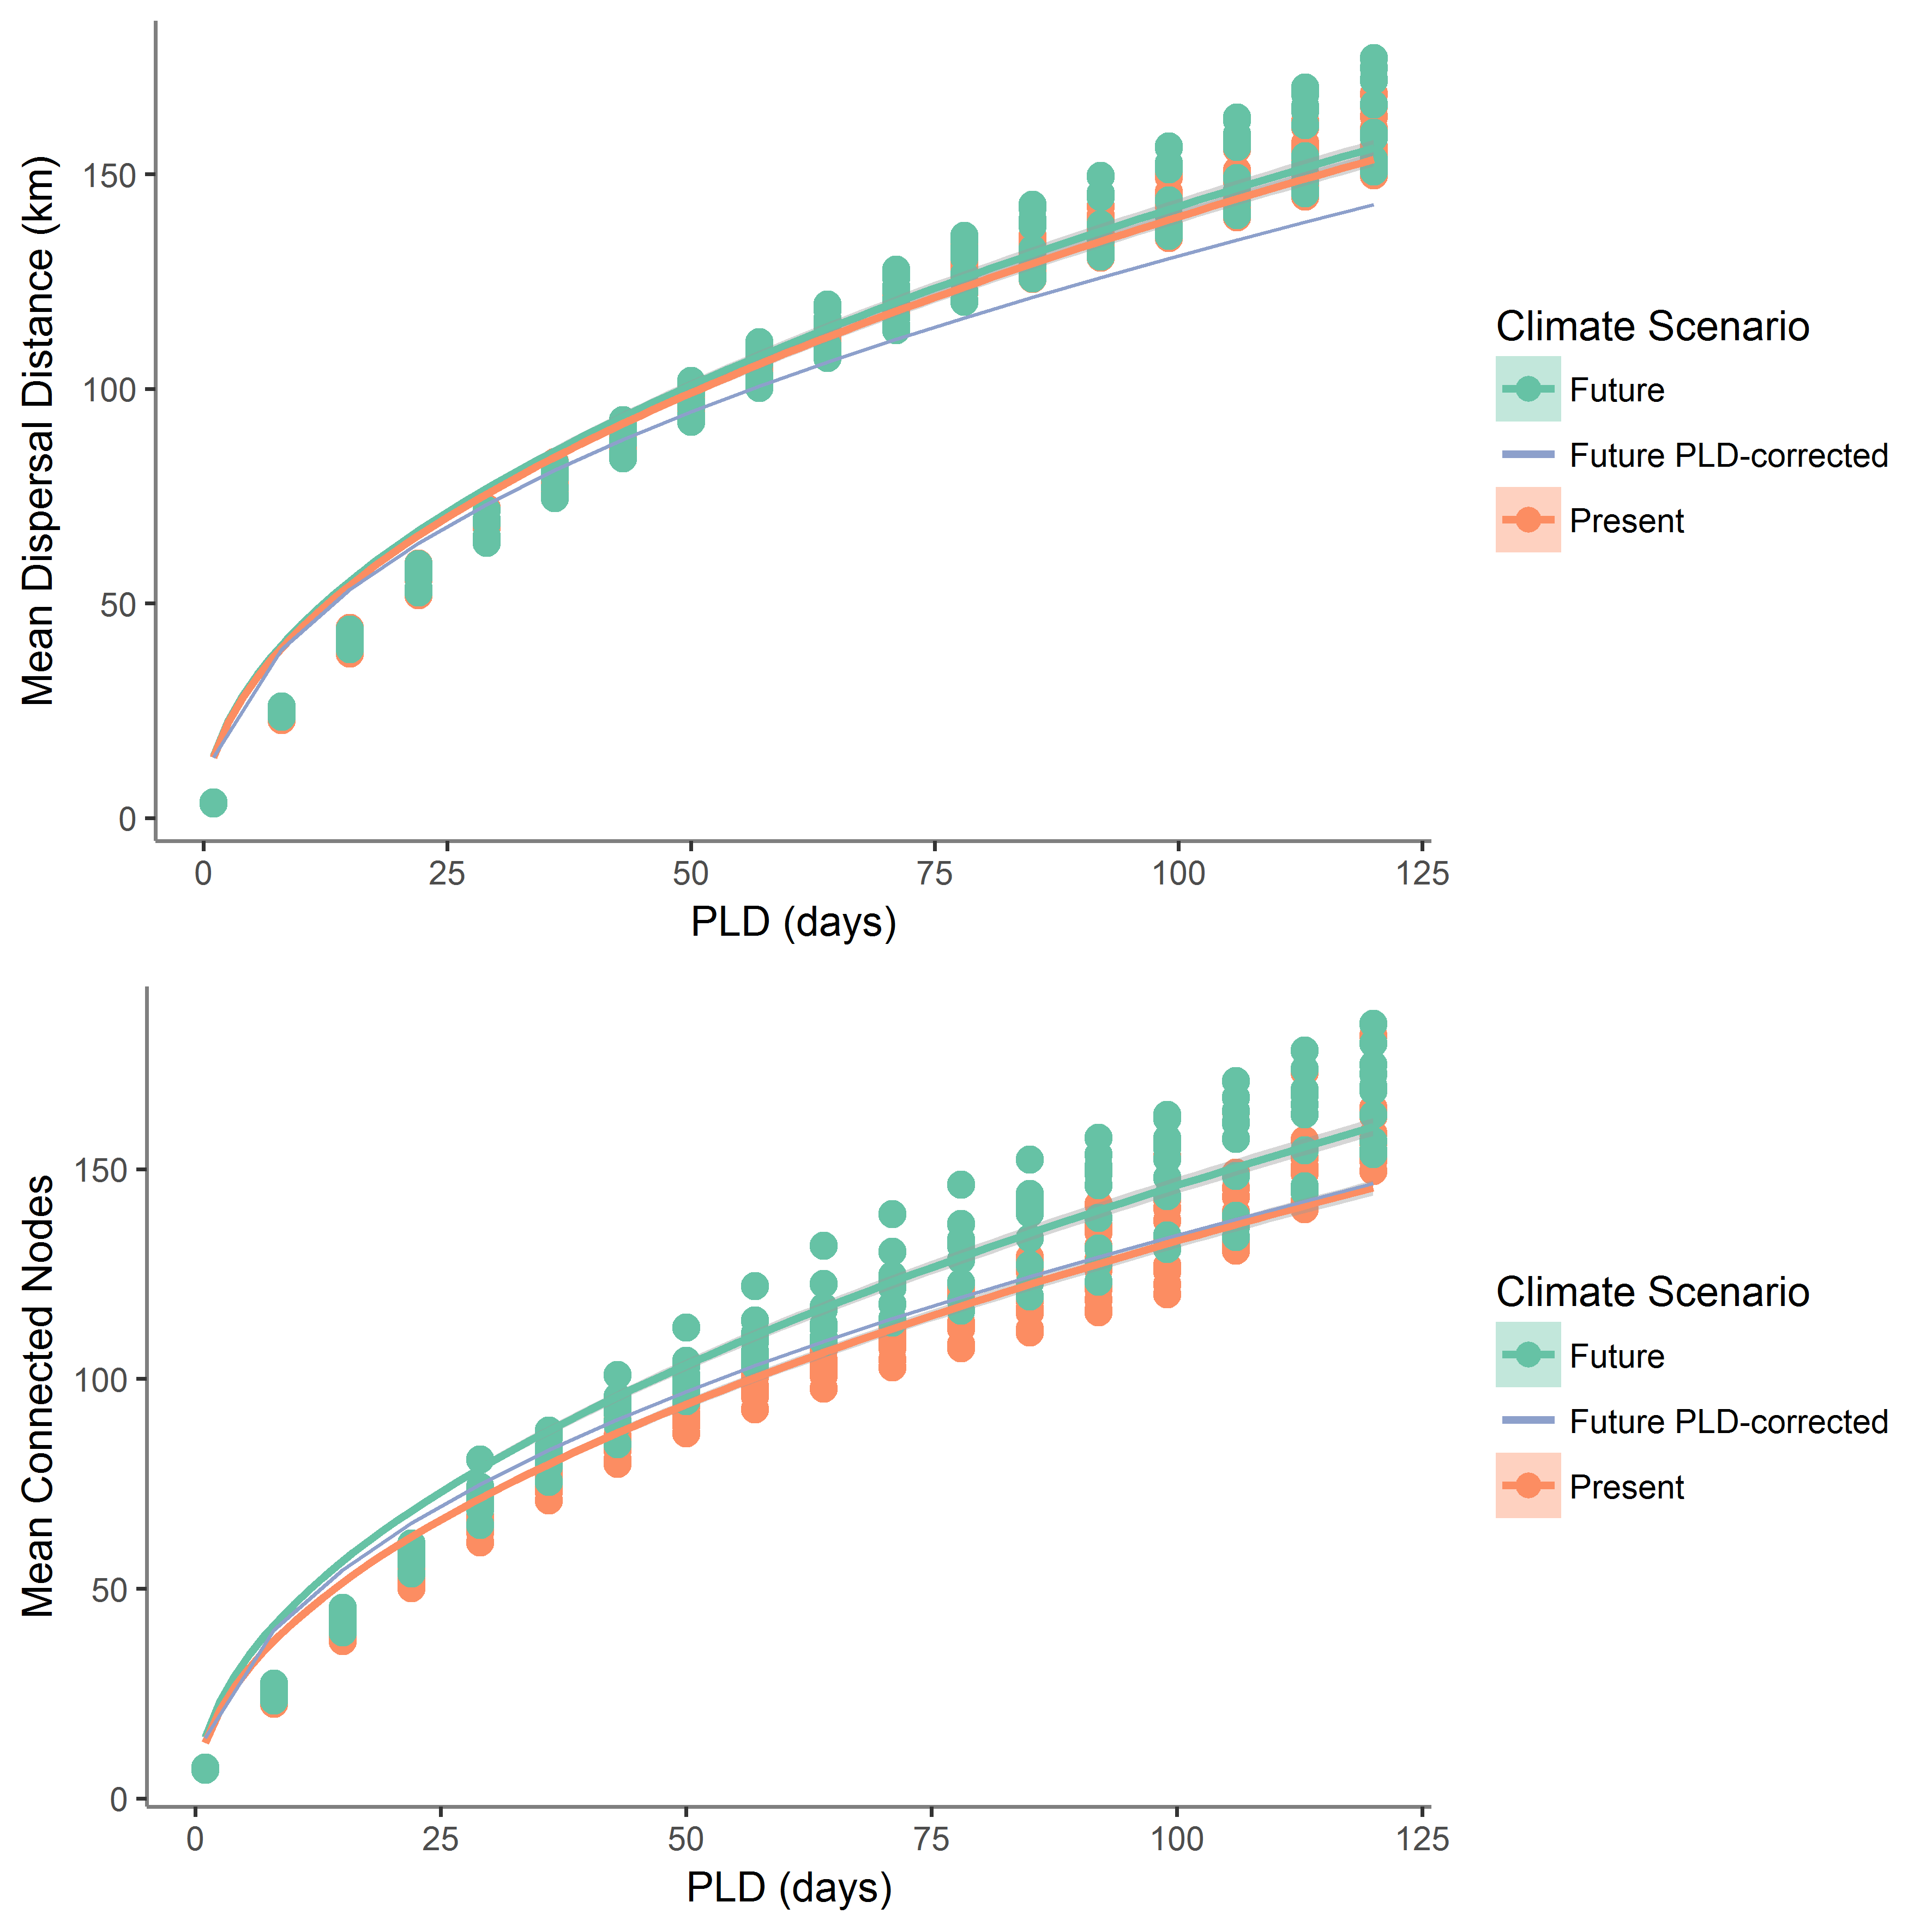 Mean Dispersal Distance (km)
150
100
50
0
0 25 50 75 100 125
PLD (days)
Climate Scenario
Future
Future PLD-corrected
Present
Mean Connected Nodes
150
100
50
0
0 25 50 75 100 125
PLD (days)
Climate Scenario
Future
Future PLD-corrected
Present